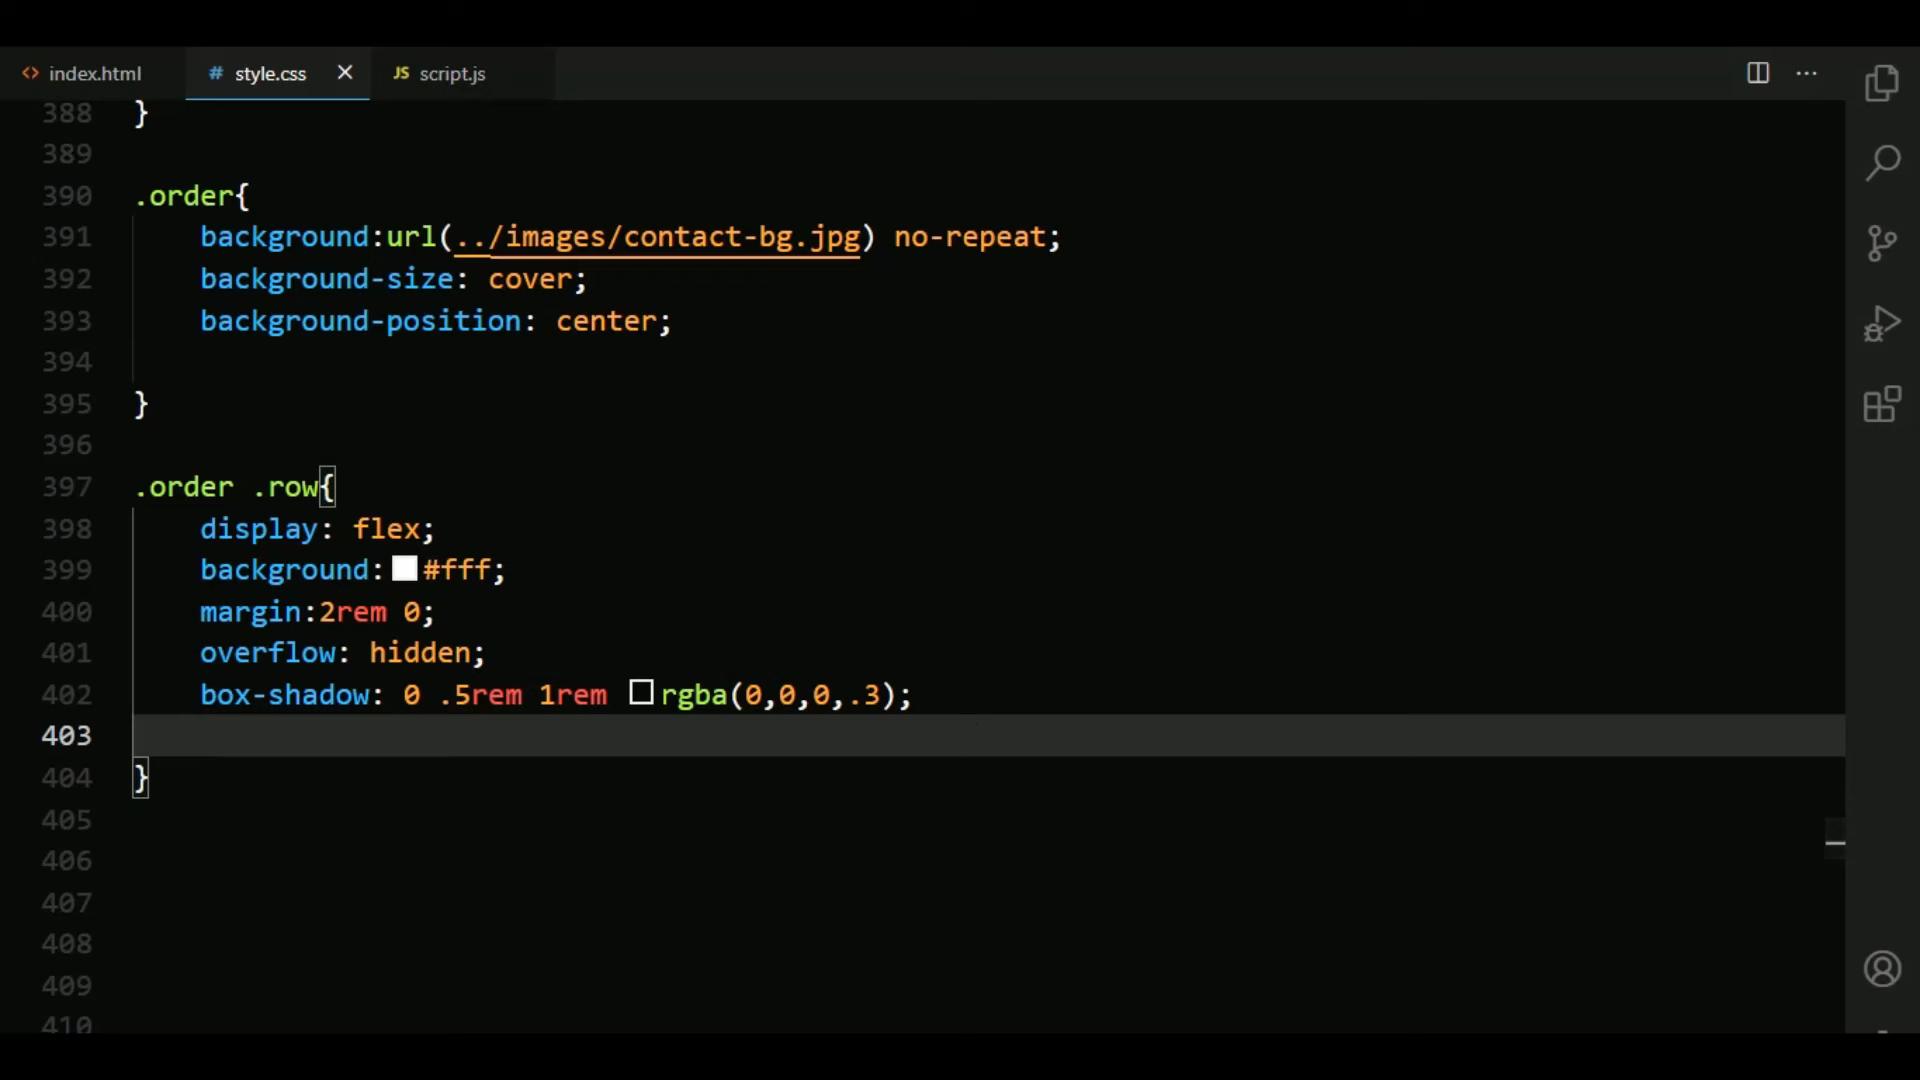 index.html
style.css
JS script.js
388 }
389
390 .order{
391 background:url(../images/contact-bg.jpg) no-repeat;
392 background-size: cover;
393 background-position: center;
394
395 }
396
397 .order .row{
398 display: flex;
399 background: #fff;
400 margin:2rem 0;
401 overflow: hidden;
402 box-shadow: 0 .5rem 1rem rgba(0,0,0,.3);
403
404 }
405
406
407
408
409
410